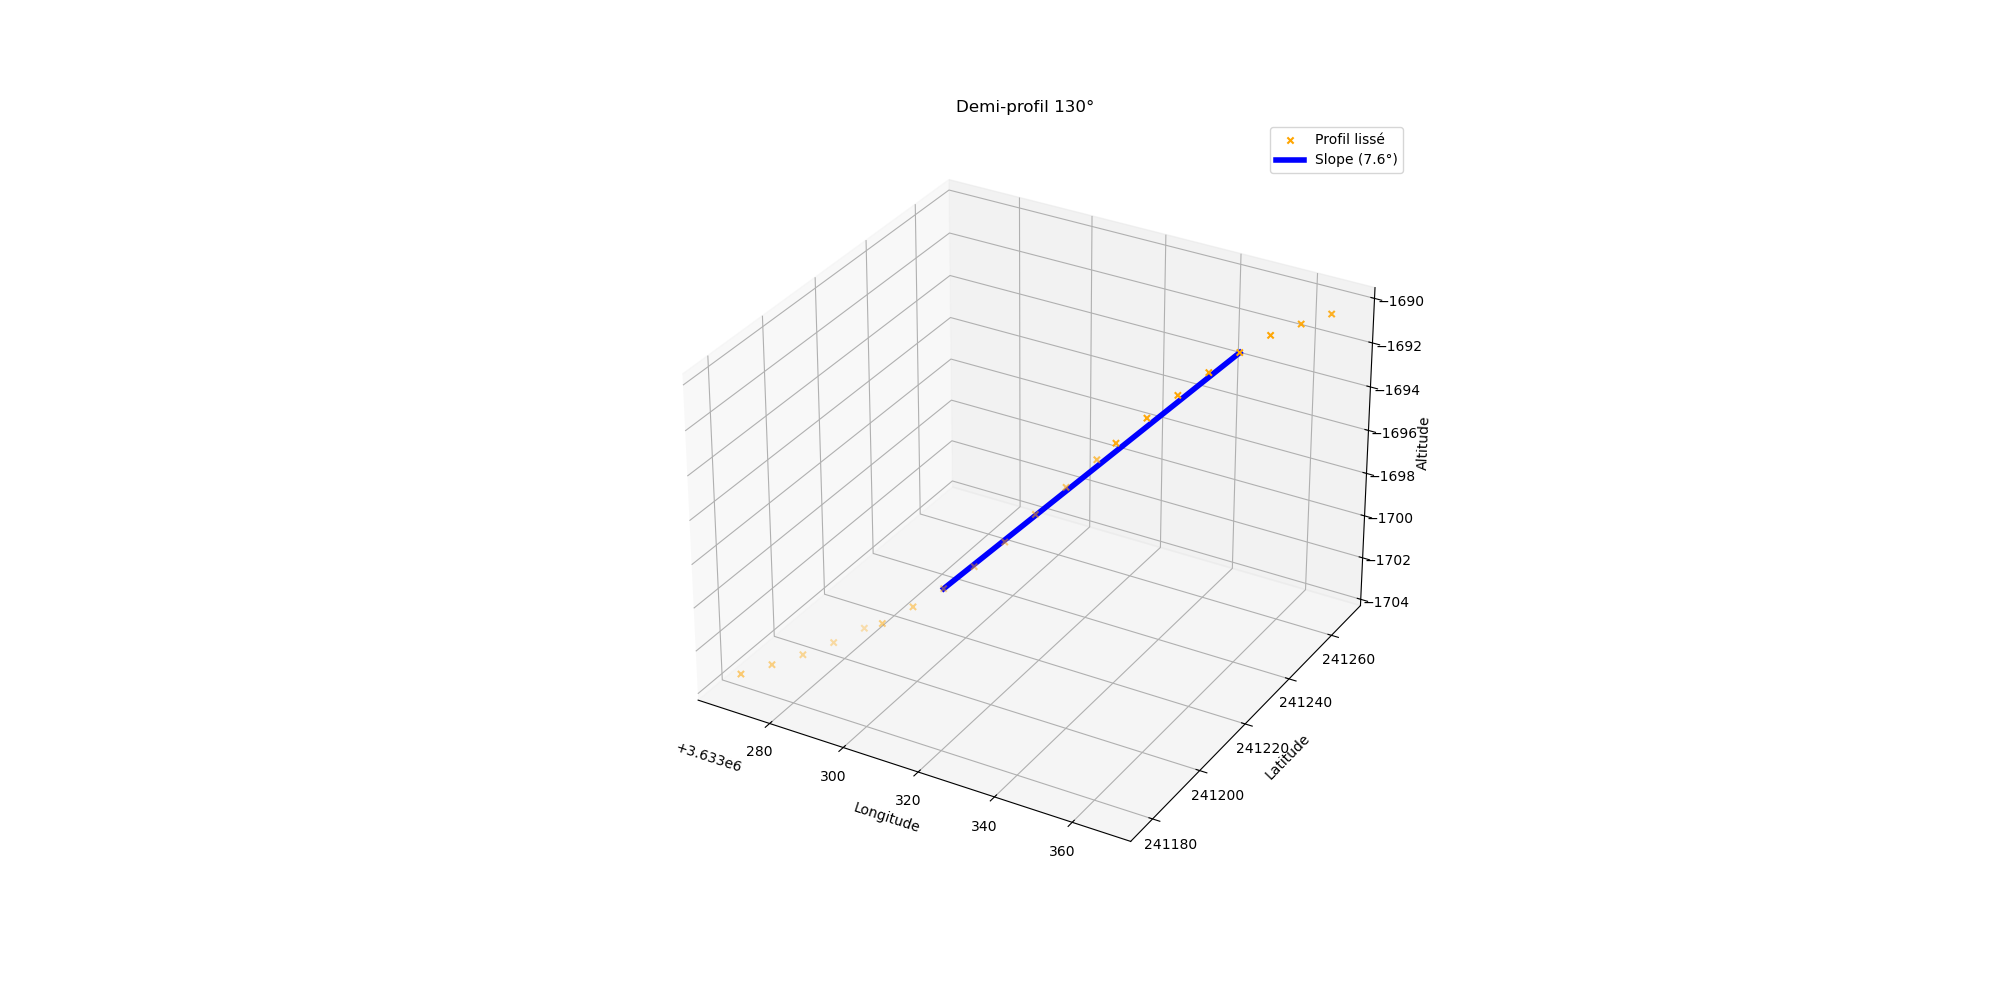 Demi-profil 130°
Profil lissé
Slope (7.6°)
−1690
−1692
−1694
−1696
−1698
−1700
−1702
−1704
Altitude
241260
241240
241220
241200
241180
Latitude
+3.633e6
280
300
320
340
360
Longitude